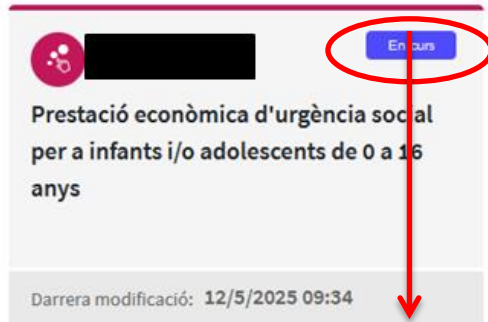 En curs
Prestació econòmica d'urgència social
per a infants i/o adolescents de 0 a 16
anys
Darrera modificació: 12/5/2025 09:34